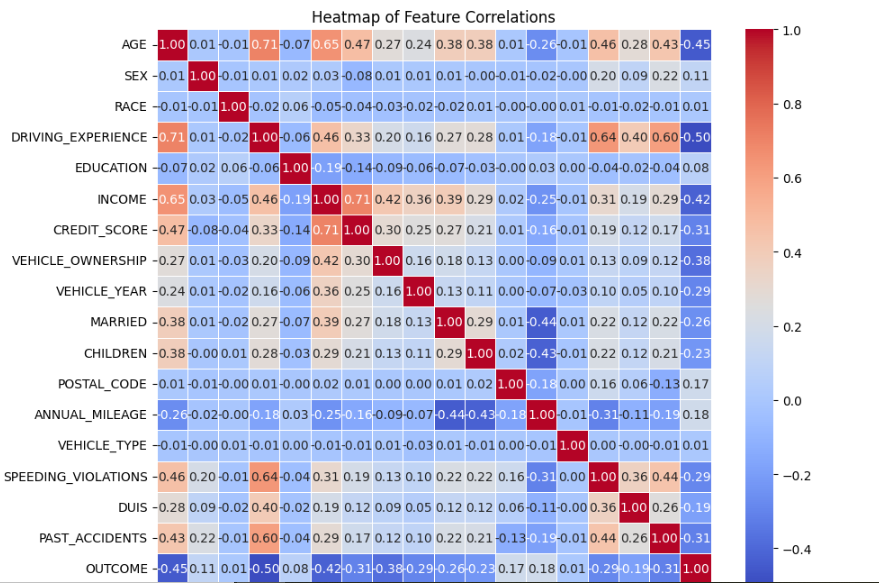 Heatmap of Feature Correlations
AGE 1.00 0.01 -0.01 0.71 -0.07 0.65 0.47 0.27 0.24 0.38 0.38 0.01 -0.26 -0.01 0.46 0.28 0.43 -0.45
SEX 0.01 1.00 -0.01 0.01 0.02 0.03 -0.08 0.01 0.01 0.01 -0.00 -0.01 -0.02 -0.00 0.20 0.09 0.22 0.11
RACE -0.01 -0.01 1.00 -0.02 0.06 -0.05 -0.04 -0.03 -0.02 -0.02 0.01 -0.00 -0.00 0.01 -0.01 -0.02 -0.01 0.01
DRIVING_EXPERIENCE 0.71 0.01 -0.02 1.00 -0.06 0.46 0.33 0.20 0.16 0.27 0.28 0.01 -0.18 -0.01 0.64 0.40 0.60 -0.50
EDUCATION -0.07 0.02 0.06 -0.06 1.00 -0.19 -0.14 -0.09 -0.06 -0.07 -0.03 -0.00 0.03 0.00 -0.04 -0.02 -0.04 0.08
INCOME 0.65 0.03 -0.05 0.46 -0.19 1.00 0.71 0.42 0.36 0.39 0.29 0.02 -0.25 -0.01 0.31 0.19 0.29 -0.42
CREDIT_SCORE 0.47 -0.08 -0.04 0.33 -0.14 0.71 1.00 0.30 0.25 0.27 0.21 0.01 -0.16 -0.01 0.19 0.12 0.17 -0.31
VEHICLE_OWNERSHIP 0.27 0.01 -0.03 0.20 -0.09 0.42 0.30 1.00 0.16 0.18 0.13 0.00 -0.09 0.01 0.13 0.09 0.12 -0.38
VEHICLE_YEAR 0.24 0.01 -0.02 0.16 -0.06 0.36 0.25 0.16 1.00 0.13 0.11 0.00 -0.07 -0.03 0.10 0.05 0.10 -0.29
MARRIED 0.38 0.01 -0.02 0.27 -0.07 0.39 0.27 0.18 0.13 1.00 0.29 0.01 -0.44 0.01 0.22 0.12 0.22 -0.26
CHILDREN 0.38 -0.00 0.01 0.28 -0.03 0.29 0.21 0.13 0.11 0.29 1.00 0.02 -0.43 -0.01 0.22 0.12 0.21 -0.23
POSTAL_CODE 0.01 -0.01 -0.00 0.01 -0.00 0.02 0.01 0.00 0.00 0.01 0.02 1.00 -0.18 0.00 0.16 0.06 -0.13 0.17
ANNUAL_MILEAGE -0.26 -0.02 -0.00 -0.18 0.03 -0.25 -0.16 -0.09 -0.07 -0.44 -0.43 -0.18 1.00 -0.01 -0.31 -0.11 -0.19 0.18
VEHICLE_TYPE -0.01 -0.00 0.01 -0.01 0.00 -0.01 -0.01 0.01 -0.03 0.01 -0.01 0.00 -0.01 1.00 0.00 -0.00 -0.01 0.01
SPEEDING_VIOLATIONS 0.46 0.20 -0.01 0.64 -0.04 0.31 0.19 0.13 0.10 0.22 0.22 0.16 -0.31 0.00 1.00 0.36 0.44 -0.29
DUIS 0.28 0.09 -0.02 0.40 -0.02 0.19 0.12 0.09 0.05 0.12 0.12 0.06 -0.11 -0.00 0.36 1.00 0.26 -0.19
PAST_ACCIDENTS 0.43 0.22 -0.01 0.60 -0.04 0.29 0.17 0.12 0.10 0.22 0.21 -0.13 -0.19 -0.01 0.44 0.26 1.00 -0.31
OUTCOME -0.45 0.11 0.01 -0.50 0.08 -0.42 -0.31 -0.38 -0.29 -0.26 -0.23 0.17 0.18 0.01 -0.29 -0.19 -0.31 1.00
1.0
0.8
0.6
0.4
0.2
0.0
−0.2
−0.4